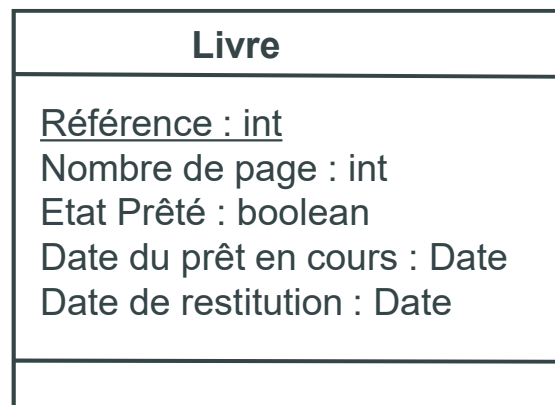 Livre
Référence : int
Nombre de page : int
Etat Prêté : boolean
Date du prêt en cours : Date
Date de restitution : Date